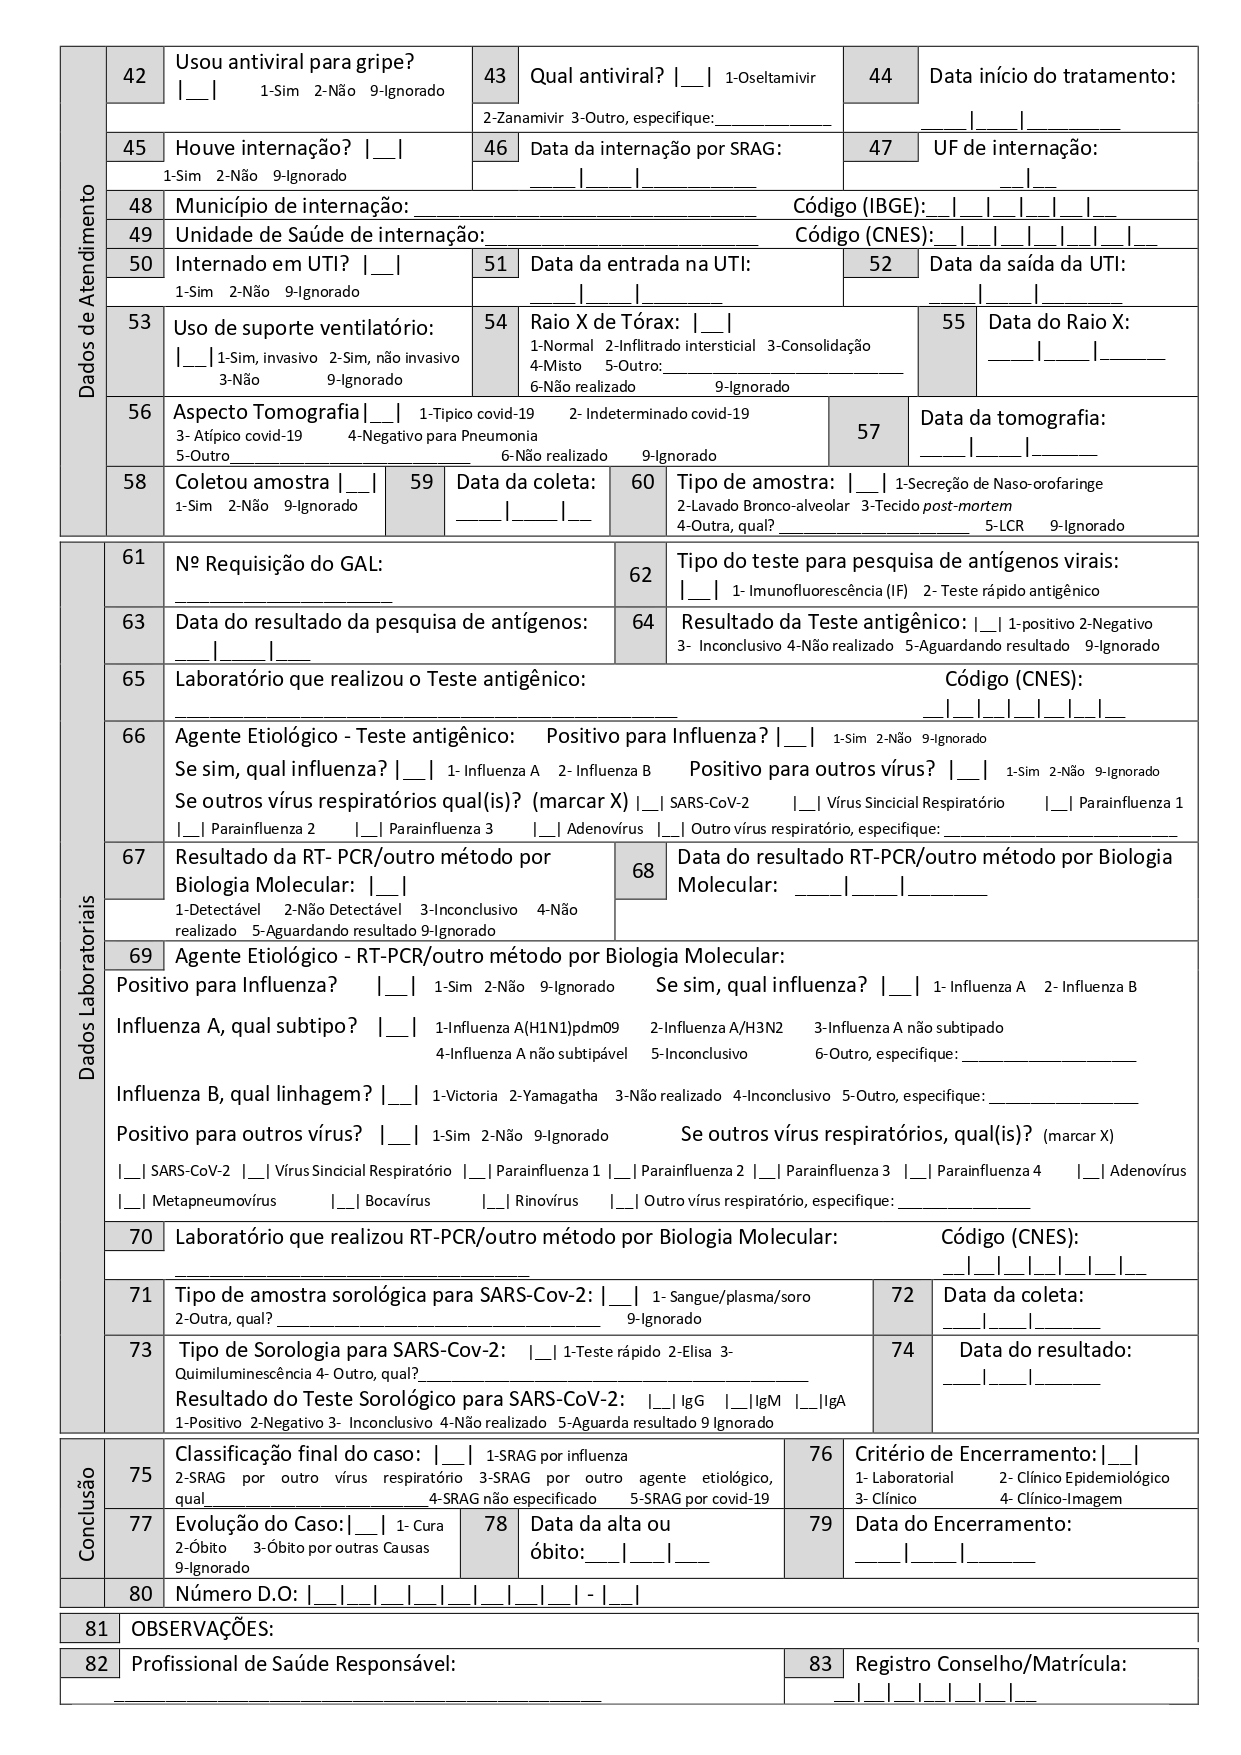 Dados de Atendimento
42 Usou antiviral para gripe?
|__| 1-Sim 2-Não 9-Ignorado
43 Qual antiviral? |__| 1-Oseltamivir
2-Zanamivir 3-Outro, especifique:______________
44 Data início do tratamento:
____|____|________
45 Houve internação? |__|
1-Sim 2-Não 9-Ignorado
46 Data da internação por SRAG:
____|____|__________
47 UF de internação:
__|__
48 Município de internação: ______________________________ Código (IBGE):__|__|__|__|__|__
49 Unidade de Saúde de internação:________________________ Código (CNES):__|__|__|__|__|__|__
50 Internado em UTI? |__|
1-Sim 2-Não 9-Ignorado
51 Data da entrada na UTI:
____|____|_______
52 Data da saída da UTI:
____|____|_______
53 Uso de suporte ventilatório:
|__|1-Sim, invasivo 2-Sim, não invasivo
3-Não 9-Ignorado
54 Raio X de Tórax: |__|
1-Normal 2-Inflitrado intersticial 3-Consolidação
4-Misto 5-Outro:_____________________________
6-Não realizado 9-Ignorado
55 Data do Raio X:
____|____|______
56 Aspecto Tomografia|__| 1-Tipico covid-19 2- Indeterminado covid-19
3- Atípico covid-19 4-Negativo para Pneumonia
5-Outro_____________________________ 6-Não realizado 9-Ignorado
57 Data da tomografia:
____|____|______
58 Coletou amostra |__|
1-Sim 2-Não 9-Ignorado
59 Data da coleta:
____|____|__
60 Tipo de amostra: |__| 1-Secreção de Naso-orofaringe
2-Lavado Bronco-alveolar 3-Tecido post-mortem
4-Outra, qual? _______________________ 5-LCR 9-Ignorado
Dados Laboratoriais
61 Nº Requisição do GAL:
___________________
62 Tipo do teste para pesquisa de antígenos virais:
|__| 1- Imunofluorescência (IF) 2- Teste rápido antigênico
63 Data do resultado da pesquisa de antígenos:
___|____|___
64 Resultado da Teste antigênico: |__| 1-positivo 2-Negativo
3- Inconclusivo 4-Não realizado 5-Aguardando resultado 9-Ignorado
65 Laboratório que realizou o Teste antigênico: Código (CNES):
____________________________________________ __|__|__|__|__|__|__
66 Agente Etiológico - Teste antigênico: Positivo para Influenza? |__| 1-Sim 2-Não 9-Ignorado
Se sim, qual influenza? |__| 1- Influenza A 2- Influenza B Positivo para outros vírus? |__| 1-Sim 2-Não 9-Ignorado
Se outros vírus respiratórios qual(is)? (marcar X) |__| SARS-CoV-2 |__| Vírus Sincicial Respiratório |__| Parainfluenza 1
|__| Parainfluenza 2 |__| Parainfluenza 3 |__| Adenovírus |__| Outro vírus respiratório, especifique: ____________________________
67 Resultado da RT- PCR/outro método por
Biologia Molecular: |__|
1-Detectável 2-Não Detectável 3-Inconclusivo 4-Não
realizado 5-Aguardando resultado 9-Ignorado
68 Data do resultado RT-PCR/outro método por Biologia
Molecular: ____|____|_______
69 Agente Etiológico - RT-PCR/outro método por Biologia Molecular:
Positivo para Influenza? |__| 1-Sim 2-Não 9-Ignorado Se sim, qual influenza? |__| 1- Influenza A 2- Influenza B
Influenza A, qual subtipo? |__| 1-Influenza A(H1N1)pdm09 2-Influenza A/H3N2 3-Influenza A não subtipado
4-Influenza A não subtipável 5-Inconclusivo 6-Outro, especifique: _____________________
Influenza B, qual linhagem? |__| 1-Victoria 2-Yamagatha 3-Não realizado 4-Inconclusivo 5-Outro, especifique: __________________
Positivo para outros vírus? |__| 1-Sim 2-Não 9-Ignorado Se outros vírus respiratórios, qual(is)? (marcar X)
|__| SARS-CoV-2 |__| Vírus Sincicial Respiratório |__| Parainfluenza 1 |__| Parainfluenza 2 |__| Parainfluenza 3 |__| Parainfluenza 4 |__| Adenovírus
|__| Metapneumovírus |__| Bocavírus |__| Rinovírus |__| Outro vírus respiratório, especifique: ________________
70 Laboratório que realizou RT-PCR/outro método por Biologia Molecular: Código (CNES):
_______________________________ __|__|__|__|__|__|__
71 Tipo de amostra sorológica para SARS-Cov-2: |__| 1- Sangue/plasma/soro
2-Outra, qual? _______________________________________ 9-Ignorado
72 Data da coleta:
____|____|_______
73 Tipo de Sorologia para SARS-Cov-2: |__| 1-Teste rápido 2-Elisa 3-
Quimiluminescência 4- Outro, qual?_______________________________________________
Resultado do Teste Sorológico para SARS-CoV-2: |__| IgG |__|IgM |__|IgA
1-Positivo 2-Negativo 3- Inconclusivo 4-Não realizado 5-Aguarda resultado 9 Ignorado
74 Data do resultado:
____|____|_______
Conclusão
75 Classificação final do caso: |__| 1-SRAG por influenza
2-SRAG por outro vírus respiratório 3-SRAG por outro agente etiológico,
qual___________________________4-SRAG não especificado 5-SRAG por covid-19
76 Critério de Encerramento:|__|
1- Laboratorial 2- Clínico Epidemiológico
3- Clínico 4- Clínico-Imagem
77 Evolução do Caso:|__| 1- Cura
2-Óbito 3-Óbito por outras Causas
9-Ignorado
78 Data da alta ou
óbito:___|___|___
79 Data do Encerramento:
____|____|______
80 Número D.O: |__|__|__|__|__|__|__|__| - |__|
81 OBSERVAÇÕES:
82 Profissional de Saúde Responsável:
___________________________________________
83 Registro Conselho/Matrícula:
__|__|__|__|__|__|__